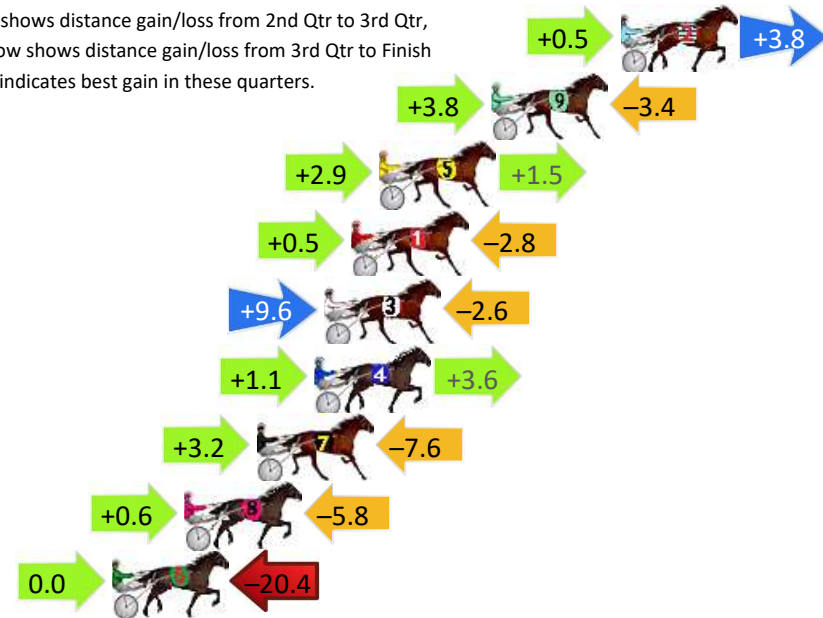 shows distance gain/loss from 2nd Qtr to 3rd Qtr,
ow shows distance gain/loss from 3rd Qtr to Finish
indicates best gain in these quarters.
+0.5 2 +3.8
+3.8 9 –3.4
+2.9 5 +1.5
+0.5 1 –2.8
+9.6 3 –2.6
+1.1 4 +3.6
+3.2 7 –7.6
+0.6 8 –5.8
0.0 6 –20.4